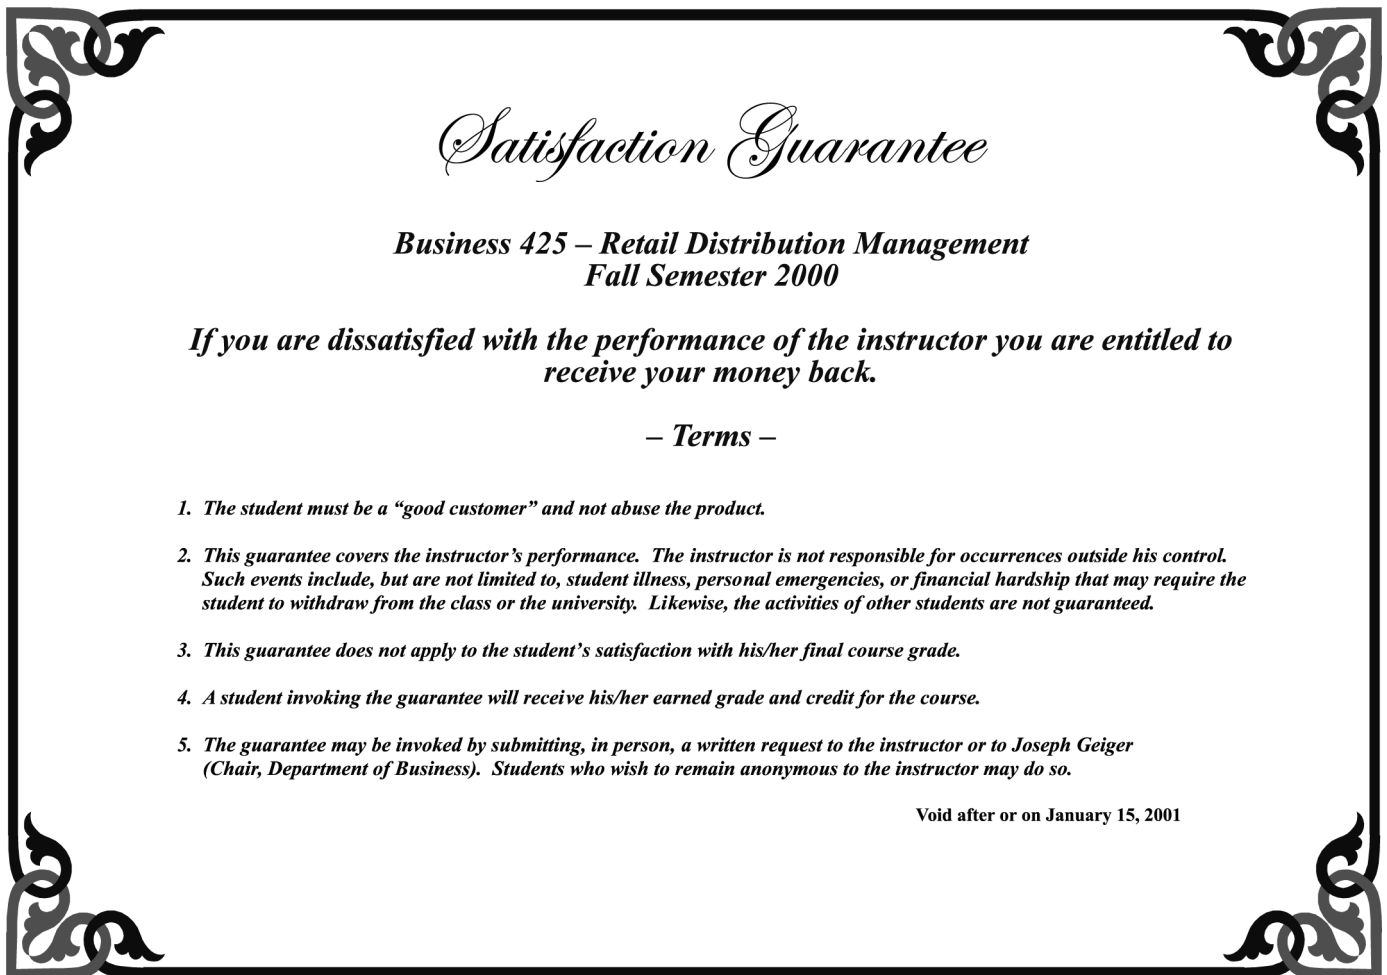 Satisfaction Guarantee
Business 425 – Retail Distribution Management
Fall Semester 2000
If you are dissatisfied with the performance of the instructor you are entitled to
receive your money back.
– Terms –
1. The student must be a “good customer” and not abuse the product.
2. This guarantee covers the instructor’s performance. The instructor is not responsible for occurrences outside his control.
Such events include, but are not limited to, student illness, personal emergencies, or financial hardship that may require the
student to withdraw from the class or the university. Likewise, the activities of other students are not guaranteed.
3. This guarantee does not apply to the student’s satisfaction with his/her final course grade.
4. A student invoking the guarantee will receive his/her earned grade and credit for the course.
5. The guarantee may be invoked by submitting, in person, a written request to the instructor or to Joseph Geiger
(Chair, Department of Business). Students who wish to remain anonymous to the instructor may do so.
Void after or on January 15, 2001